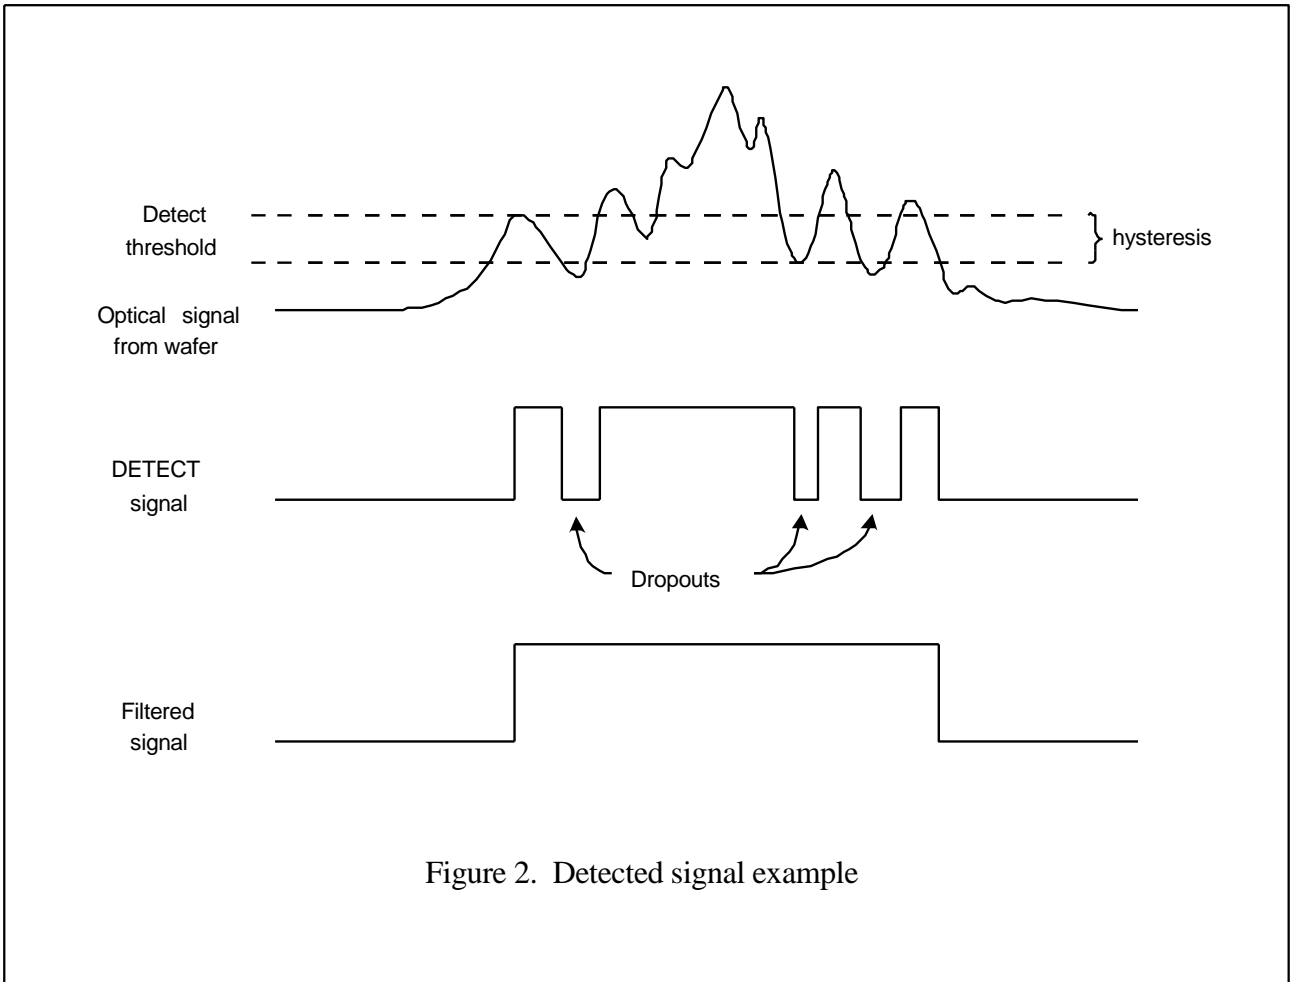 Detect
threshold
hysteresis
Optical signal
from wafer
DETECT
signal
Dropouts
Filtered
signal
Figure 2. Detected signal example